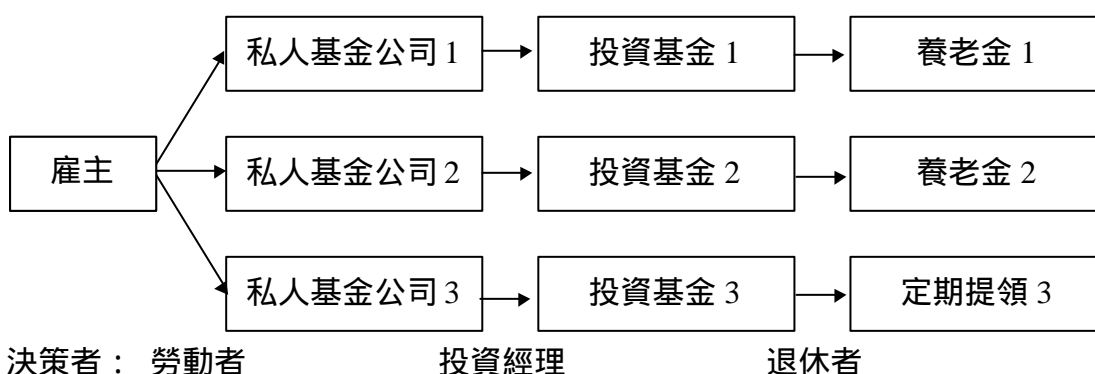 私人基金公司 1 投資基金 1 養老金 1
雇主 私人基金公司 2 投資基金 2 養老金 2
私人基金公司 3 投資基金 3 定期提領 3
決策者： 勞動者 投資經理 退休者